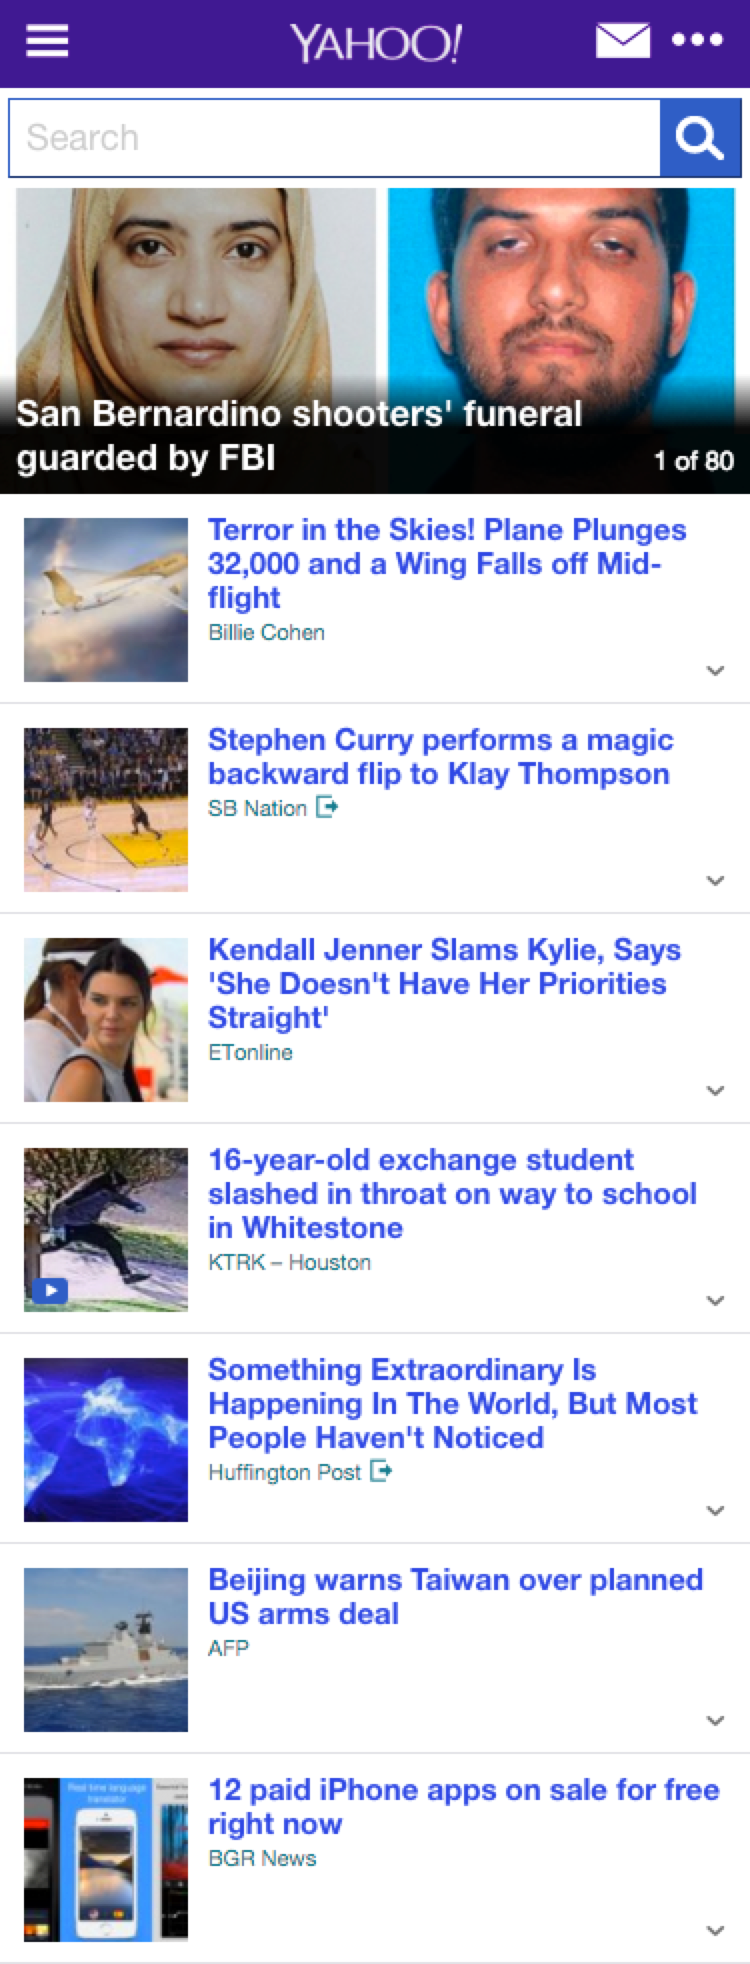 YAHOO!
Search
San Bernardino shooters' funeral
guarded by FBI
1 of 80
Terror in the Skies! Plane Plunges
32,000 and a Wing Falls off Mid-
flight
Billie Cohen
Stephen Curry performs a magic
backward flip to Klay Thompson
SB Nation
Kendall Jenner Slams Kylie, Says
'She Doesn't Have Her Priorities
Straight'
ETonline
16-year-old exchange student
slashed in throat on way to school
in Whitestone
KTRK – Houston
Something Extraordinary Is
Happening In The World, But Most
People Haven't Noticed
Huffington Post
Beijing warns Taiwan over planned
US arms deal
AFP
Real time language
translator
12 paid iPhone apps on sale for free
right now
BGR News